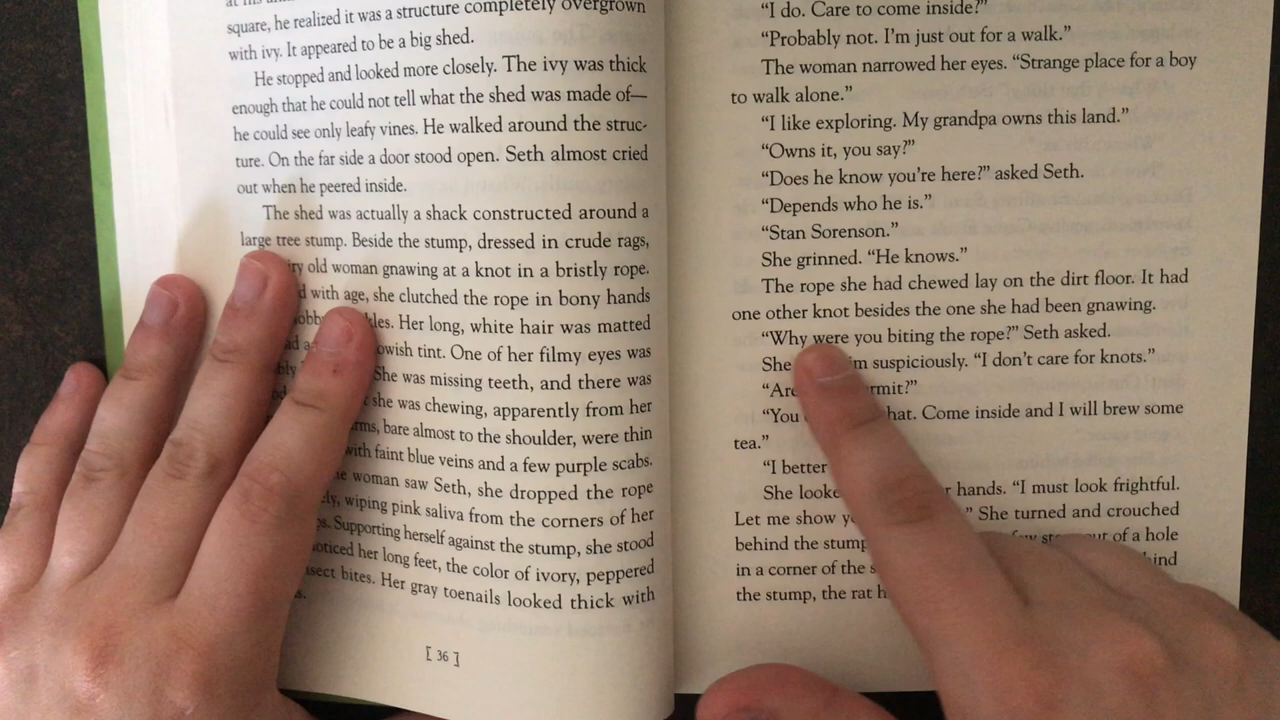 square, he realized it was a structure completely overgrown
with ivy. It appeared to be a big shed.
He stopped and looked more closely. The ivy was thick
enough that he could not tell what the shed was made of—
he could see only leafy vines. He walked around the struc-
ture. On the far side a door stood open. Seth almost cried
out when he peered inside.
The shed was actually a shack constructed around a
large tree stump. Beside the stump, dressed in crude rags,
old woman gnawing at a knot in a bristly rope.
with age, she clutched the rope in bony hands
Her long, white hair was matted
tint. One of her filmy eyes was
She was missing teeth, and there was
she was chewing, apparently from her
bare almost to the shoulder, were thin
with faint blue veins and a few purple scabs.
woman saw Seth, she dropped the rope
wiping pink saliva from the corners of her
Supporting herself against the stump, she stood
noticed her long feet, the color of ivory, peppered
bites. Her gray toenails looked thick with
[ 36 ]
“I do. Care to come inside?”
“Probably not. I'm just out for a walk.”
The woman narrowed her eyes. “Strange place for a boy
to walk alone.”
“I like exploring. My grandpa owns this land.”
“Owns it, you say?”
“Does he know you're here?” asked Seth.
“Depends who he is.”
“Stan Sorenson.”
She grinned. “He knows.”
The rope she had chewed lay on the dirt floor. It had
one other knot besides the one she had been gnawing.
“Why were you biting the rope?” Seth asked.
She suspiciously. “I don't care for knots.”
“You Come inside and I will brew some
tea.”
“I better
She hands. “I must look frightful.
Let me show ” She turned and crouched
behind the stump of a hole
in a corner of the
the stump, the rat